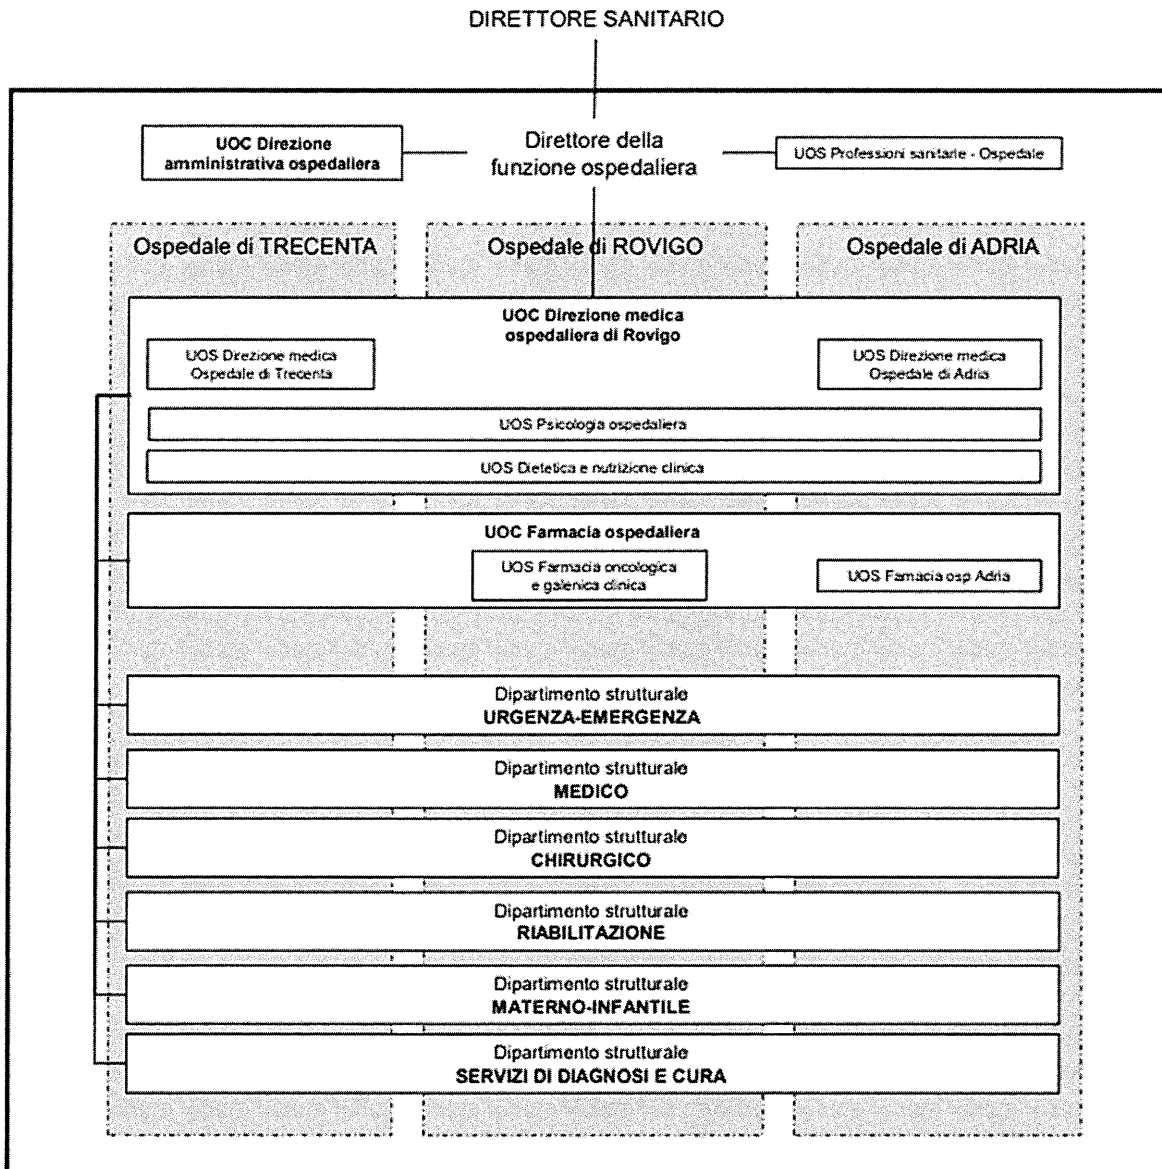 DIRETTORE SANITARIO
UOC Direzione
amministrativa ospedaliera
Direttore della
funzione ospedaliera
UOS Professioni sanitarie - Ospedale
Ospedale di TRECENTA
Ospedale di ROVIGO
Ospedale di ADRIA
UOC Direzione medica
ospedaliera di Rovigo
UOS Direzione medica
Ospedale di Trecenta
UOS Direzione medica
Ospedale di Adria
UOS Psicologia ospedaliera
UOS Dietetica e nutrizione clinica
UOC Farmacia ospedaliera
UOS Farmacia oncologica
e galenica clinica
UOS Farmacia osp Adria
Dipartimento strutturale
URGENZA-EMERGENZA
Dipartimento strutturale
MEDICO
Dipartimento strutturale
CHIRURGICO
Dipartimento strutturale
RIABILITAZIONE
Dipartimento strutturale
MATERNO-INFANTILE
Dipartimento strutturale
SERVIZI DI DIAGNOSI E CURA